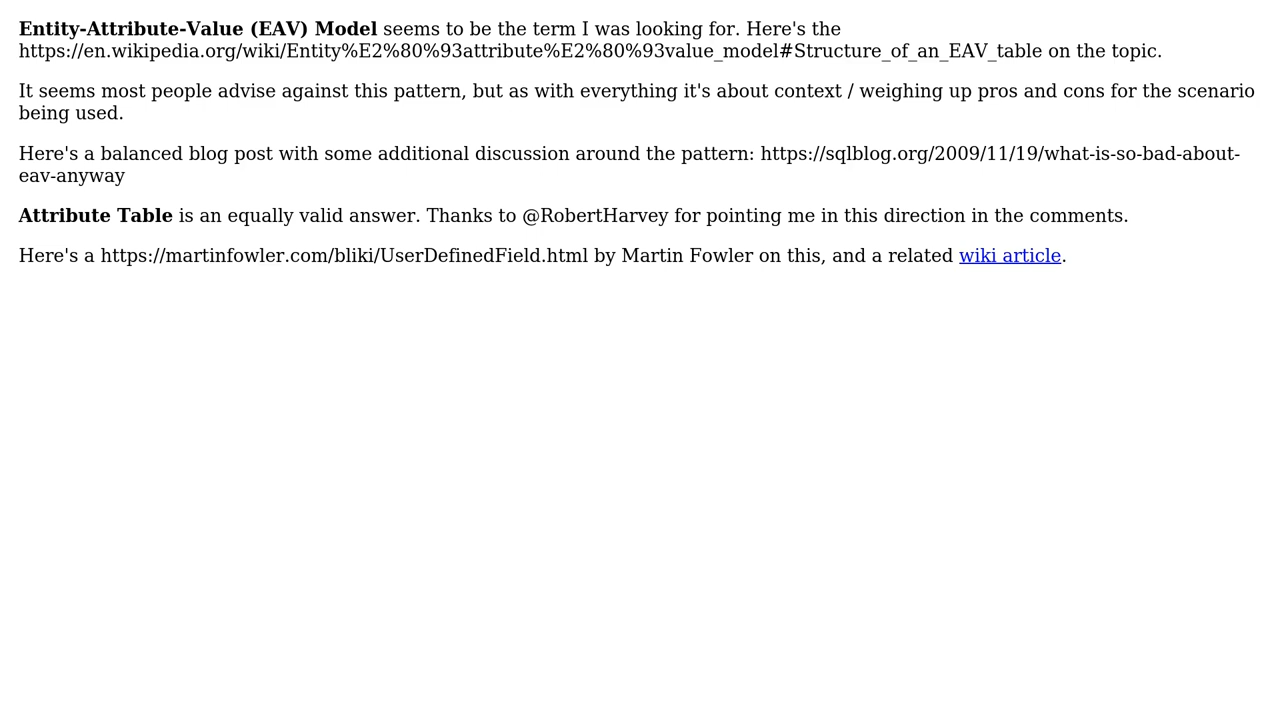 Entity-Attribute-Value (EAV) Model seems to be the term I was looking for. Here's the
https://en.wikipedia.org/wiki/Entity%E2%80%93attribute%E2%80%93value_model#Structure_of_an_EAV_table on the topic.
It seems most people advise against this pattern, but as with everything it's about context / weighing up pros and cons for the scenario
being used.
Here's a balanced blog post with some additional discussion around the pattern: https://sqlblog.org/2009/11/19/what-is-so-bad-about-
eav-anyway
Attribute Table is an equally valid answer. Thanks to @RobertHarvey for pointing me in this direction in the comments.
Here's a https://martinfowler.com/bliki/UserDefinedField.html by Martin Fowler on this, and a related wiki article.